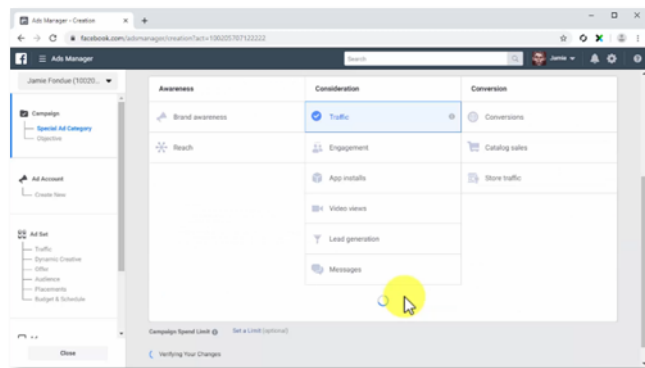 Ads Manager - Creation
facebook.com/adsmanager/creation?act=100205707122222
Ads Manager
Search
Jamie
Jamie Fondue (10020...
Campaign
Special Ad Category
Objective
Ad Account
Create New
Ad Set
Traffic
Dynamic Creative
Offer
Audience
Placements
Budget & Schedule
Close
Awareness
Consideration
Conversion
Brand awareness
Traffic
Conversions
Reach
Engagement
Catalog sales
App installs
Store traffic
Video views
Lead generation
Messages
Campaign Spend Limit
Set a Limit (optional)
Verifying Your Changes